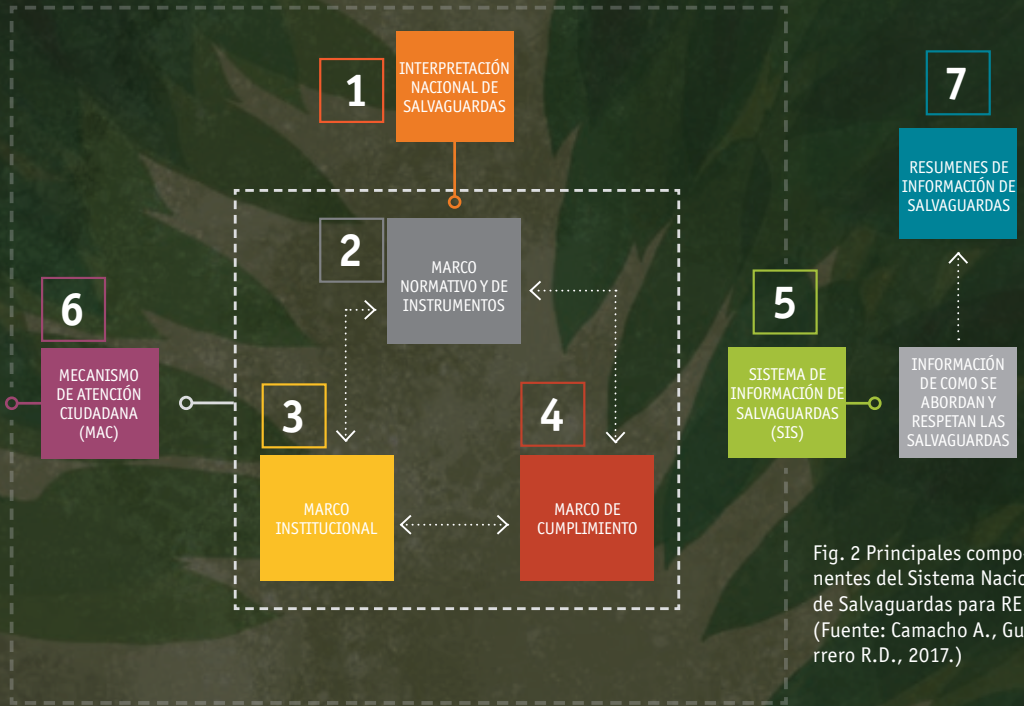 1
INTERPRETACIÓN
NACIONAL DE
SALVAGUARDAS
2
MARCO
NORMATIVO Y DE
INSTRUMENTOS
3
MARCO
INSTITUCIONAL
4
MARCO DE
CUMPLIMIENTO
6
MECANISMO
DE ATENCIÓN
CIUDADANA
(MAC)
5
SISTEMA DE
INFORMACIÓN DE
SALVAGUARDAS
(SIS)
7
RESUMENES DE
INFORMACIÓN DE
SALVAGUARDAS
INFORMACIÓN
DE COMO SE
ABORDAN Y
RESPETAN LAS
SALVAGUARDAS
Fig. 2 Principales compo-
nentes del Sistema Nacio
de Salvaguardas para RE
(Fuente: Camacho A., Gu
rrero R.D., 2017.)